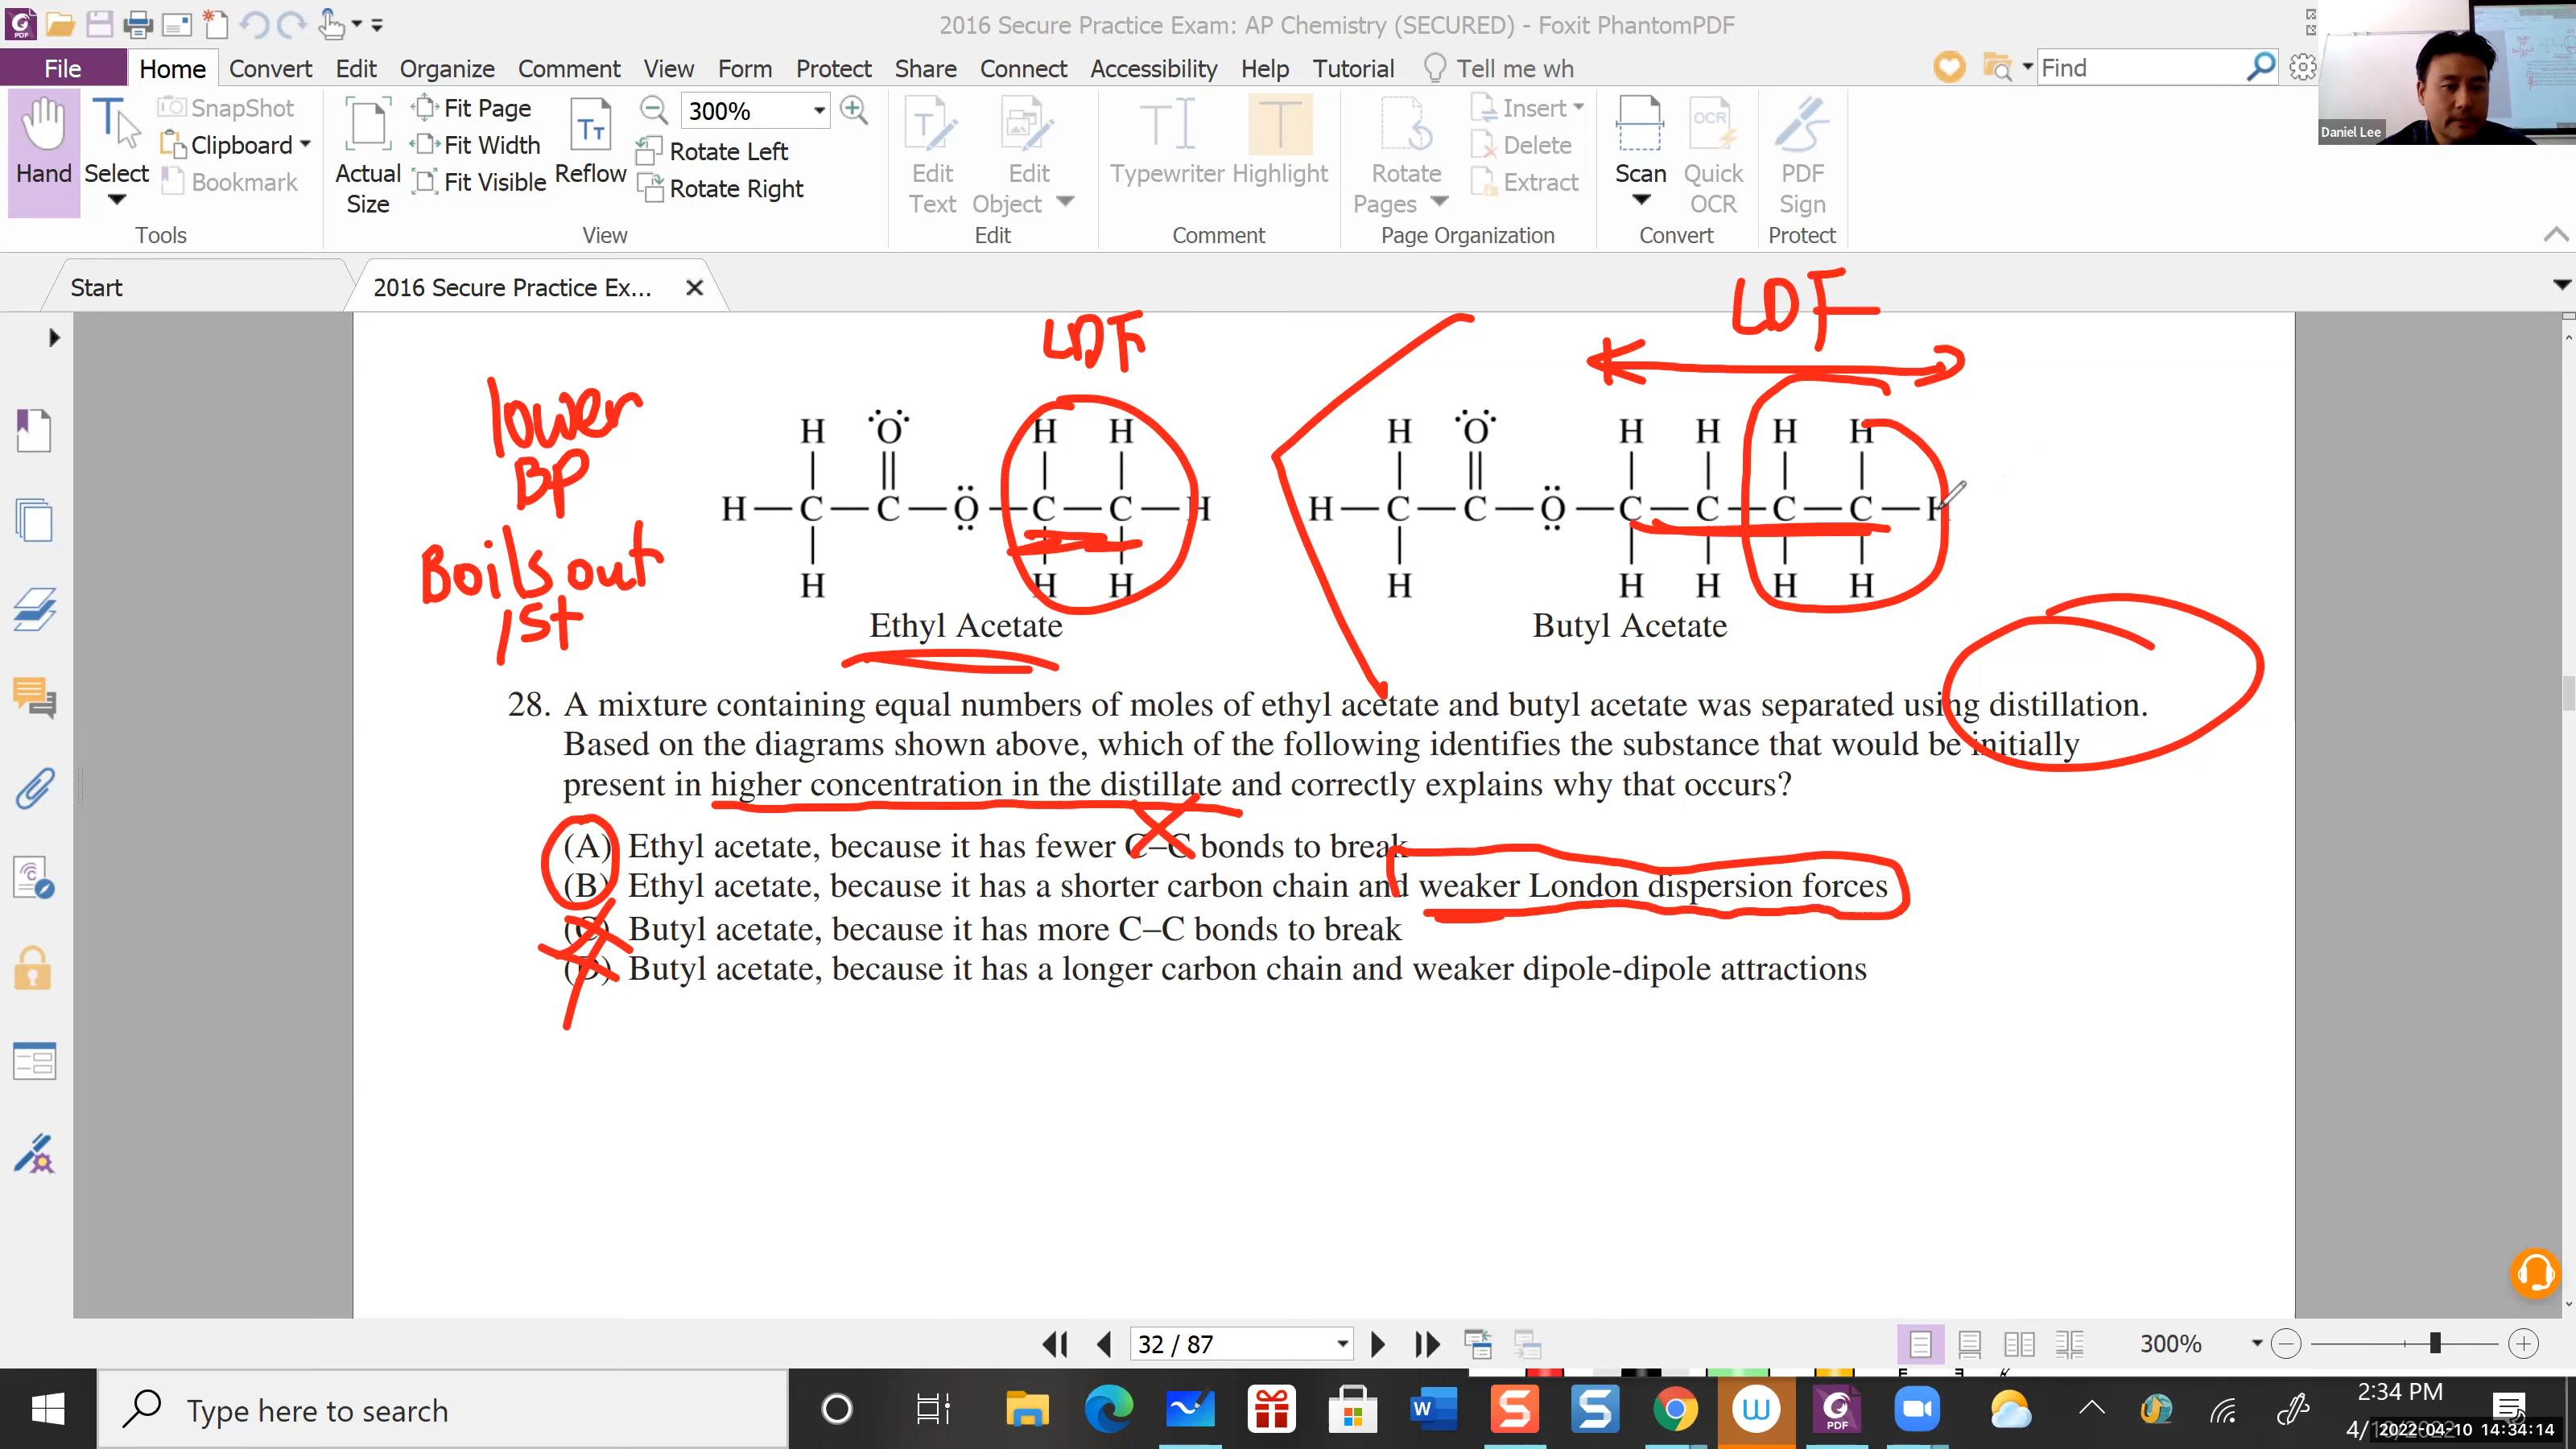 2016 Secure Practice Exam: AP Chemistry (SECURED) - Foxit PhantomPDF
File Home Convert Edit Organize Comment View Form Protect Share Connect Accessibility Help Tutorial Tell me wh Find
Daniel Lee
Hand Select SnapShot Clipboard Bookmark
Actual Size Fit Page Fit Width Fit Visible Reflow 300% Rotate Left Rotate Right
Edit Text Edit Object Typewriter Highlight Rotate Pages Insert Delete Extract Scan Quick OCR PDF Sign
Tools View Edit Comment Page Organization Convert Protect
Start 2016 Secure Practice Ex...
LDF LDF
lower
BP
Boils out
1st
H O H H H O H H H H
H C C O C C H H C C O C C C C H
H H H H H H H H
Ethyl Acetate Butyl Acetate
28. A mixture containing equal numbers of moles of ethyl acetate and butyl acetate was separated using distillation.
Based on the diagrams shown above, which of the following identifies the substance that would be initially
present in higher concentration in the distillate and correctly explains why that occurs?
(A) Ethyl acetate, because it has fewer C–C bonds to break
(B) Ethyl acetate, because it has a shorter carbon chain and weaker London dispersion forces
(C) Butyl acetate, because it has more C–C bonds to break
(D) Butyl acetate, because it has a longer carbon chain and weaker dipole-dipole attractions
32 / 87 300%
Type here to search
2:34 PM
2022-04-10 14:34:14